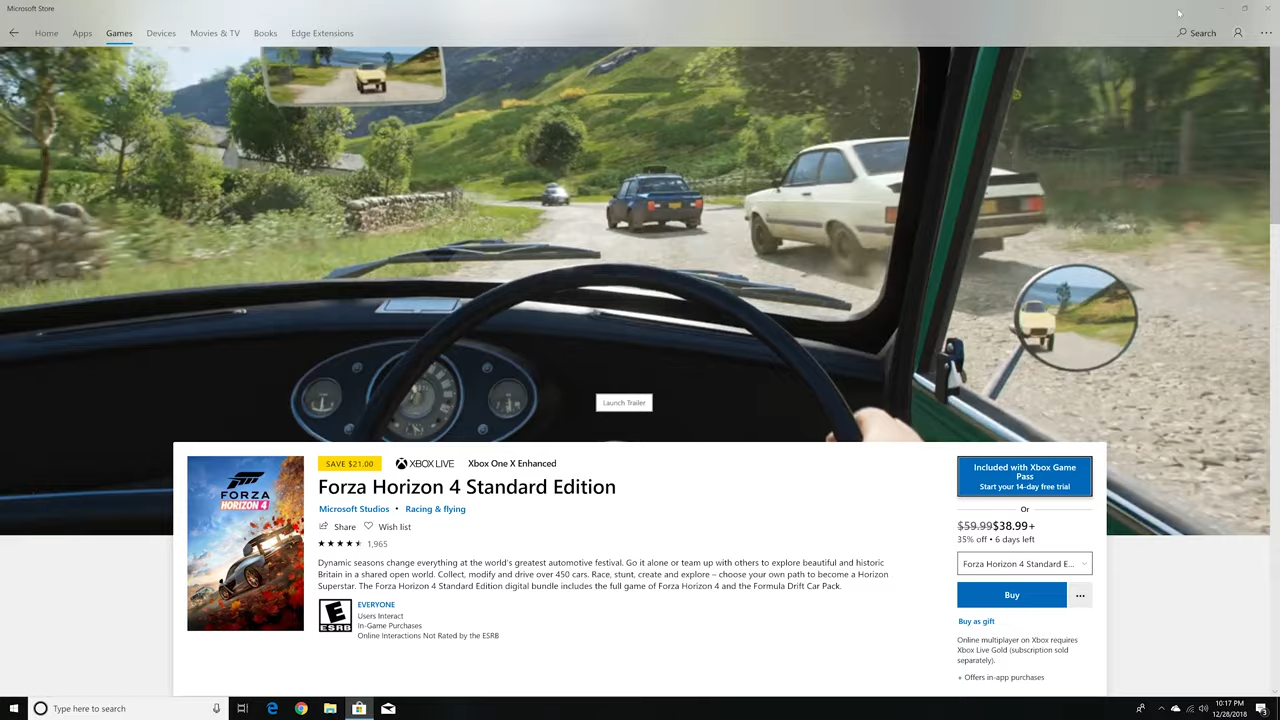 Microsoft Store
Home Apps Games Devices Movies & TV Books Edge Extensions Search
Launch Trailer
FORZA
HORIZON 4
SAVE $21.00 XBOX LIVE Xbox One X Enhanced
Forza Horizon 4 Standard Edition
Microsoft Studios • Racing & flying
Share Wish list
1,965
Dynamic seasons change everything at the world's greatest automotive festival. Go it alone or team up with others to explore beautiful and historic
Britain in a shared open world. Collect, modify and drive over 450 cars. Race, stunt, create and explore – choose your own path to become a Horizon
Superstar. The Forza Horizon 4 Standard Edition digital bundle includes the full game of Forza Horizon 4 and the Formula Drift Car Pack.
E
ESRB
EVERYONE
Users Interact
In-Game Purchases
Online Interactions Not Rated by the ESRB
Included with Xbox Game
Pass
Start your 14-day free trial
Or
$59.99$38.99+
35% off • 6 days left
Forza Horizon 4 Standard E...
Buy
Buy as gift
Online multiplayer on Xbox requires
Xbox Live Gold (subscription sold
separately).
+ Offers in-app purchases
Type here to search
10:17 PM
12/28/2018
3